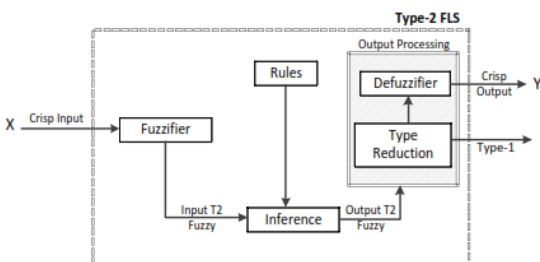 Type-2 FLS
Output Processing
Rules
Defuzzifier
Crisp
Output
Y
X
Crisp Input
Fuzzifier
Type
Reduction
Type-1
Input T2
Fuzzy
Inference
Output T2
Fuzzy